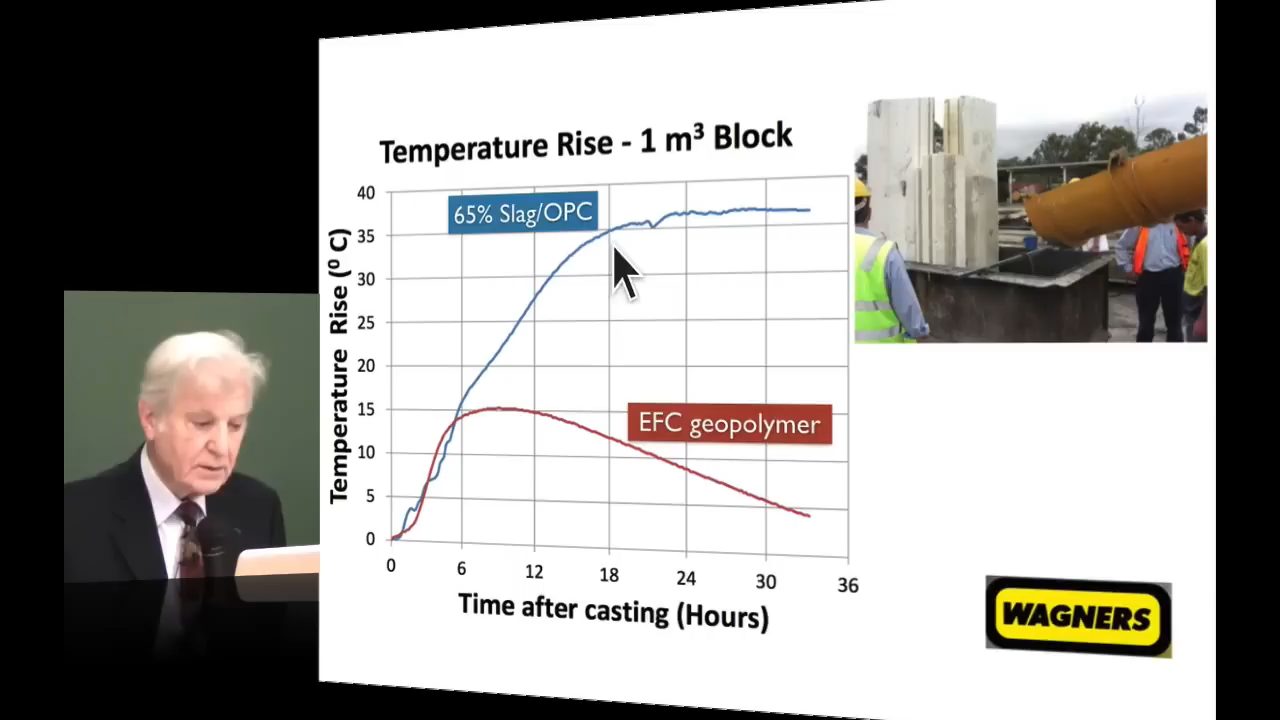 Temperature Rise - 1 m³ Block
Temperature Rise (⁰ C)
40
35
30
25
20
15
10
5
0
65% Slag/OPC
EFC geopolymer
0 6 12 18 24 30 36
Time after casting (Hours)
WAGNERS